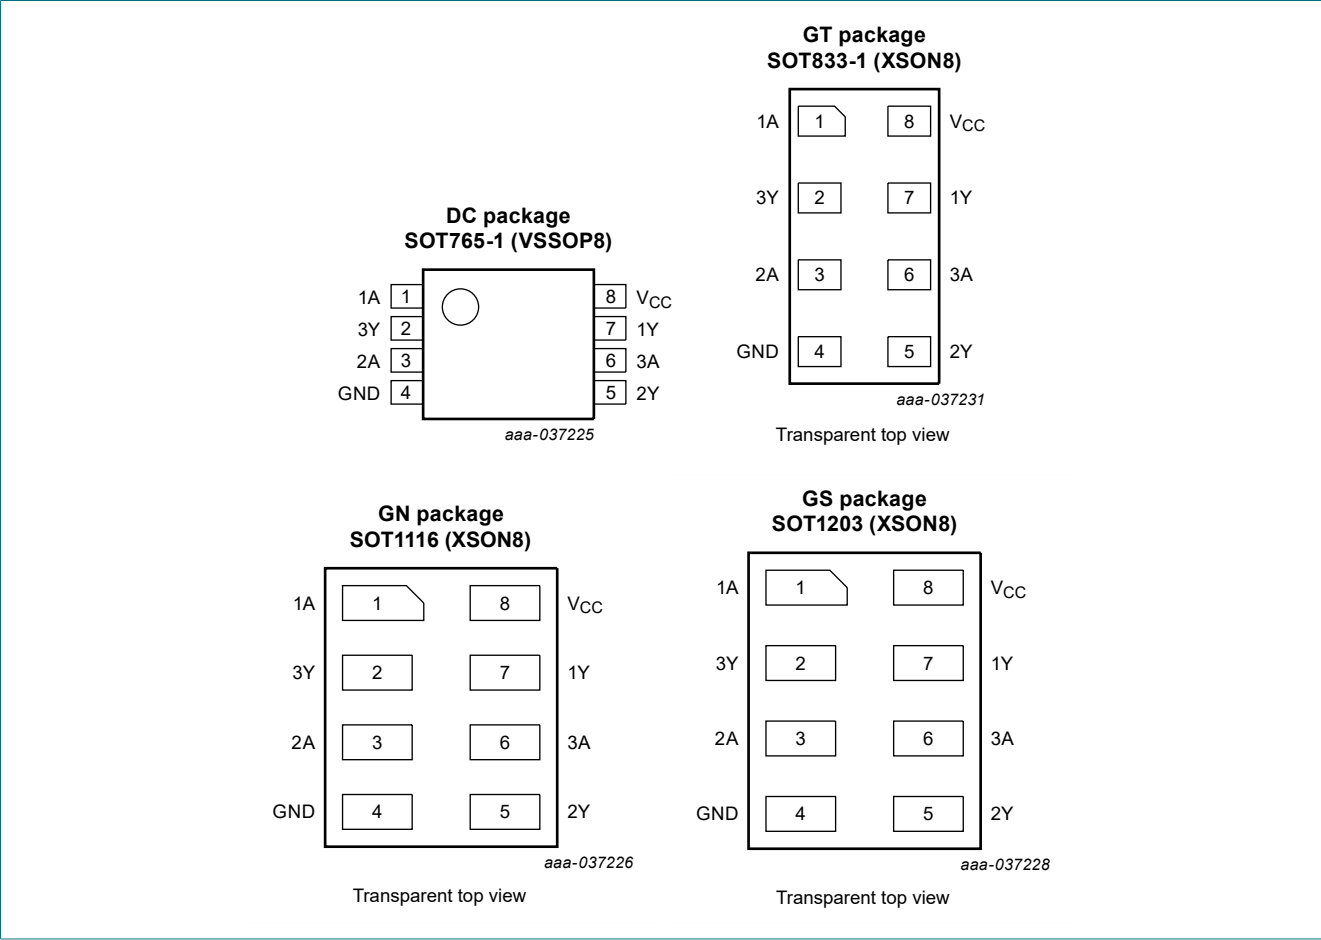 GT package
SOT833-1 (XSON8)
1A 1 8 VCC
3Y 2 7 1Y
2A 3 6 3A
GND 4 5 2Y
aaa-037231
Transparent top view
DC package
SOT765-1 (VSSOP8)
1A 1 8 VCC
3Y 2 7 1Y
2A 3 6 3A
GND 4 5 2Y
aaa-037225
GN package
SOT1116 (XSON8)
1A 1 8 VCC
3Y 2 7 1Y
2A 3 6 3A
GND 4 5 2Y
aaa-037226
Transparent top view
GS package
SOT1203 (XSON8)
1A 1 8 VCC
3Y 2 7 1Y
2A 3 6 3A
GND 4 5 2Y
aaa-037228
Transparent top view